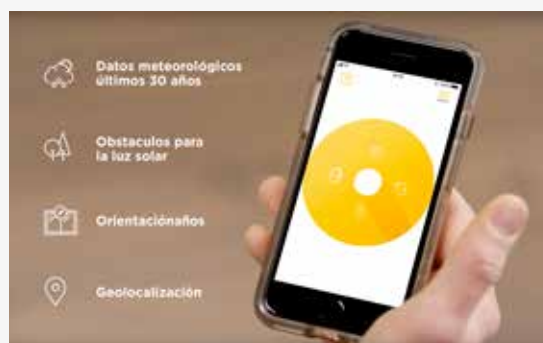 Datos meteorológicos
últimos 30 años
Obstaculos para
la luz solar
Orientaciónaños
Geolocalización